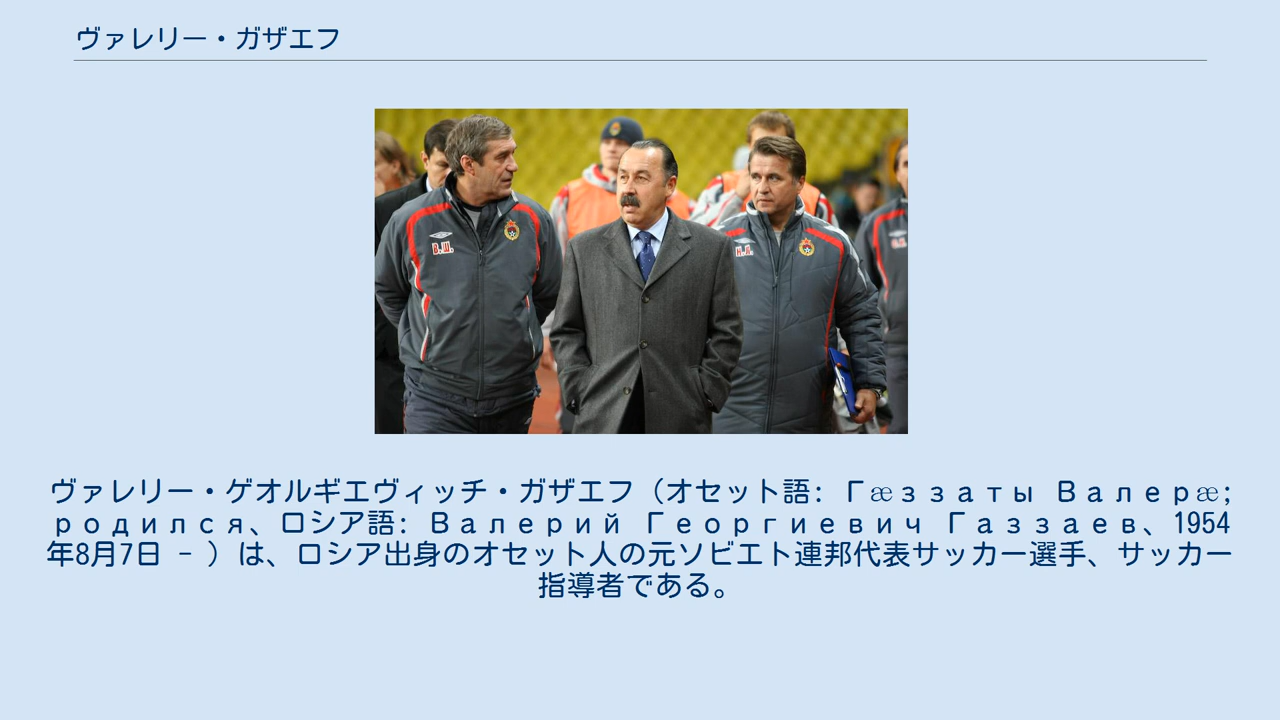 ヴァレリー・ガザエフ
В.Ш.
N.A.
ヴァレリー・ゲオルギエヴィッチ・ガザエフ（オセット語: Гæззаты Валерæ;
родился、ロシア語: Валерий Георгиевич Газзаев、1954
年8月7日 - ）は、ロシア出身のオセット人の元ソビエト連邦代表サッカー選手、サッカー
指導者である。